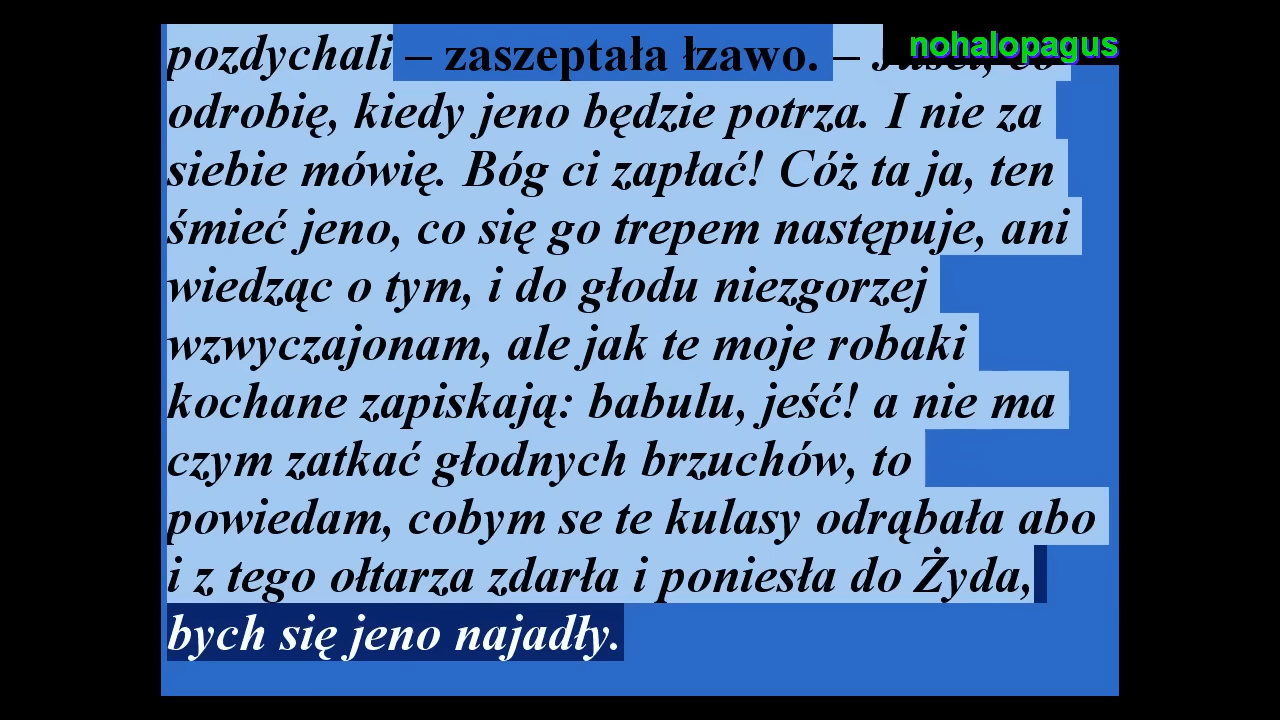 nohalopagus
pozdychali – zaszeptała łzawo. –
odrobię, kiedy jeno będzie potrza. I nie za
siebie mówię. Bóg ci zapłać! Cóż ta ja, ten
śmieć jeno, co się go trepem następuje, ani
wiedząc o tym, i do głodu niezgorzej
wzwyczajonam, ale jak te moje robaki
kochane zapiskają: babulu, jeść! a nie ma
czym zatkać głodnych brzuchów, to
powiedam, cobym se te kulasy odrąbała abo
i z tego ołtarza zdarła i poniesła do Żyda,
bych się jeno najadły.